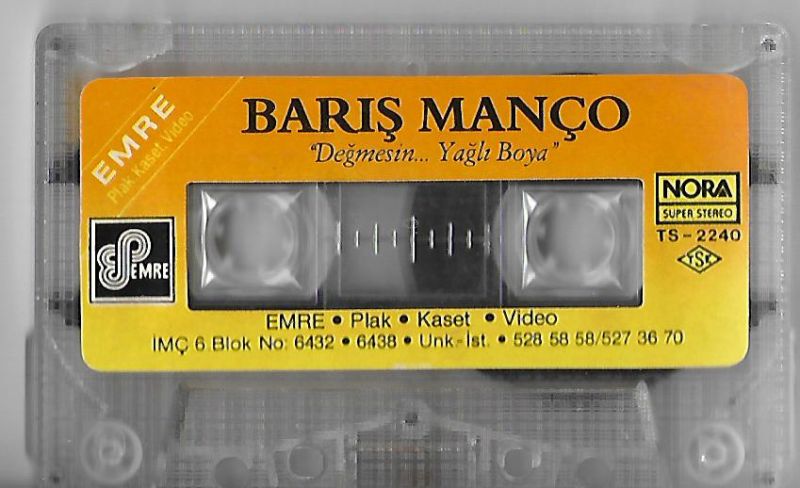 EMRE
Plak Kaset Video
BARIŞ MANÇO
"Değmesin... Yağlı Boya"
EMRE
NORA
SUPER STEREO
TS-2240
TSE
EMRE • Plak • Kaset • Video
İMÇ 6 Blok No: 6432 • 6438 • Unk.-İst. • 528 58 58/527 36 70